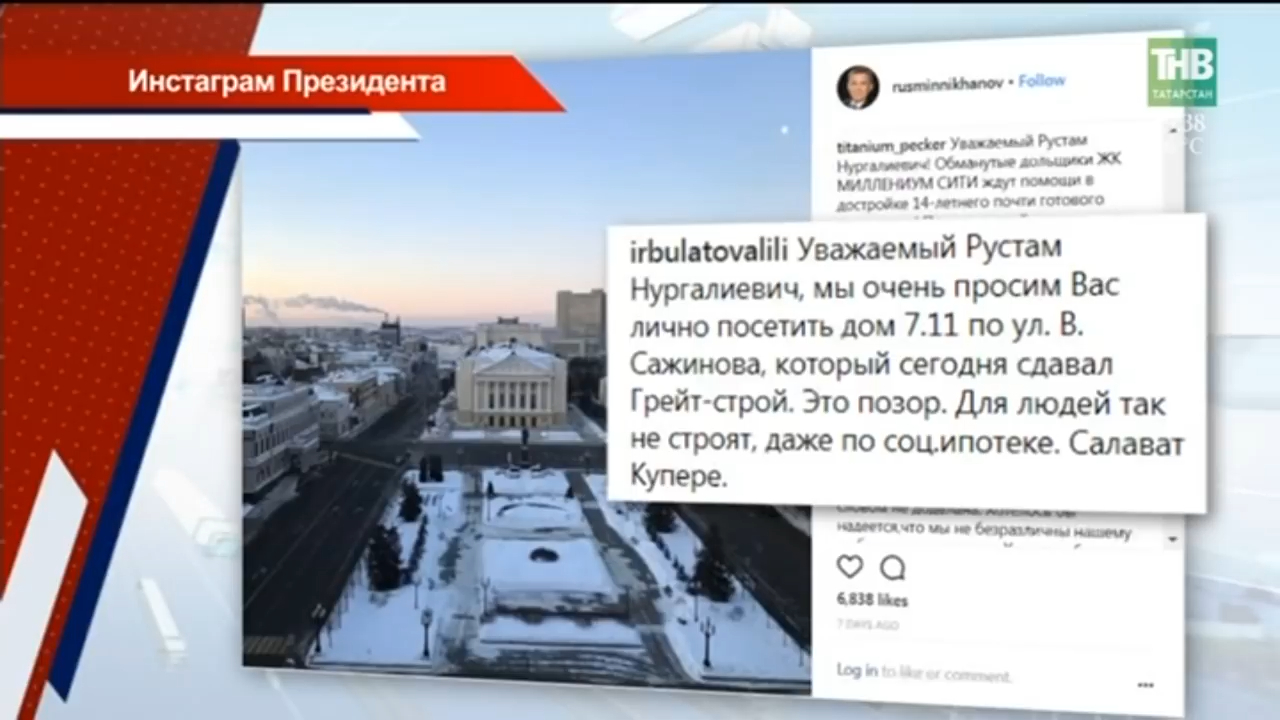 Инстаграм Президента
ТНВ
ТАТАРСТАН
rusminnikhanov • Follow
titanium_pecker Уважаемый Рустам
Нургалиевич! Обманутые дольщики ЖК
МИЛЛЕНИУМ СИТИ ждут помощи в
достройке 14-летнего почти готового
irbulatovalili Уважаемый Рустам
Нургалиевич, мы очень просим Вас
лично посетить дом 7.11 по ул. В.
Сажинова, который сегодня сдавал
Грейт-строй. Это позор. Для людей так
не строят, даже по соц.ипотеке. Салават
Купере.
надеется,что мы не безразличны нашему
6,838 likes
7 DAYS AGO
Log in to like or comment.